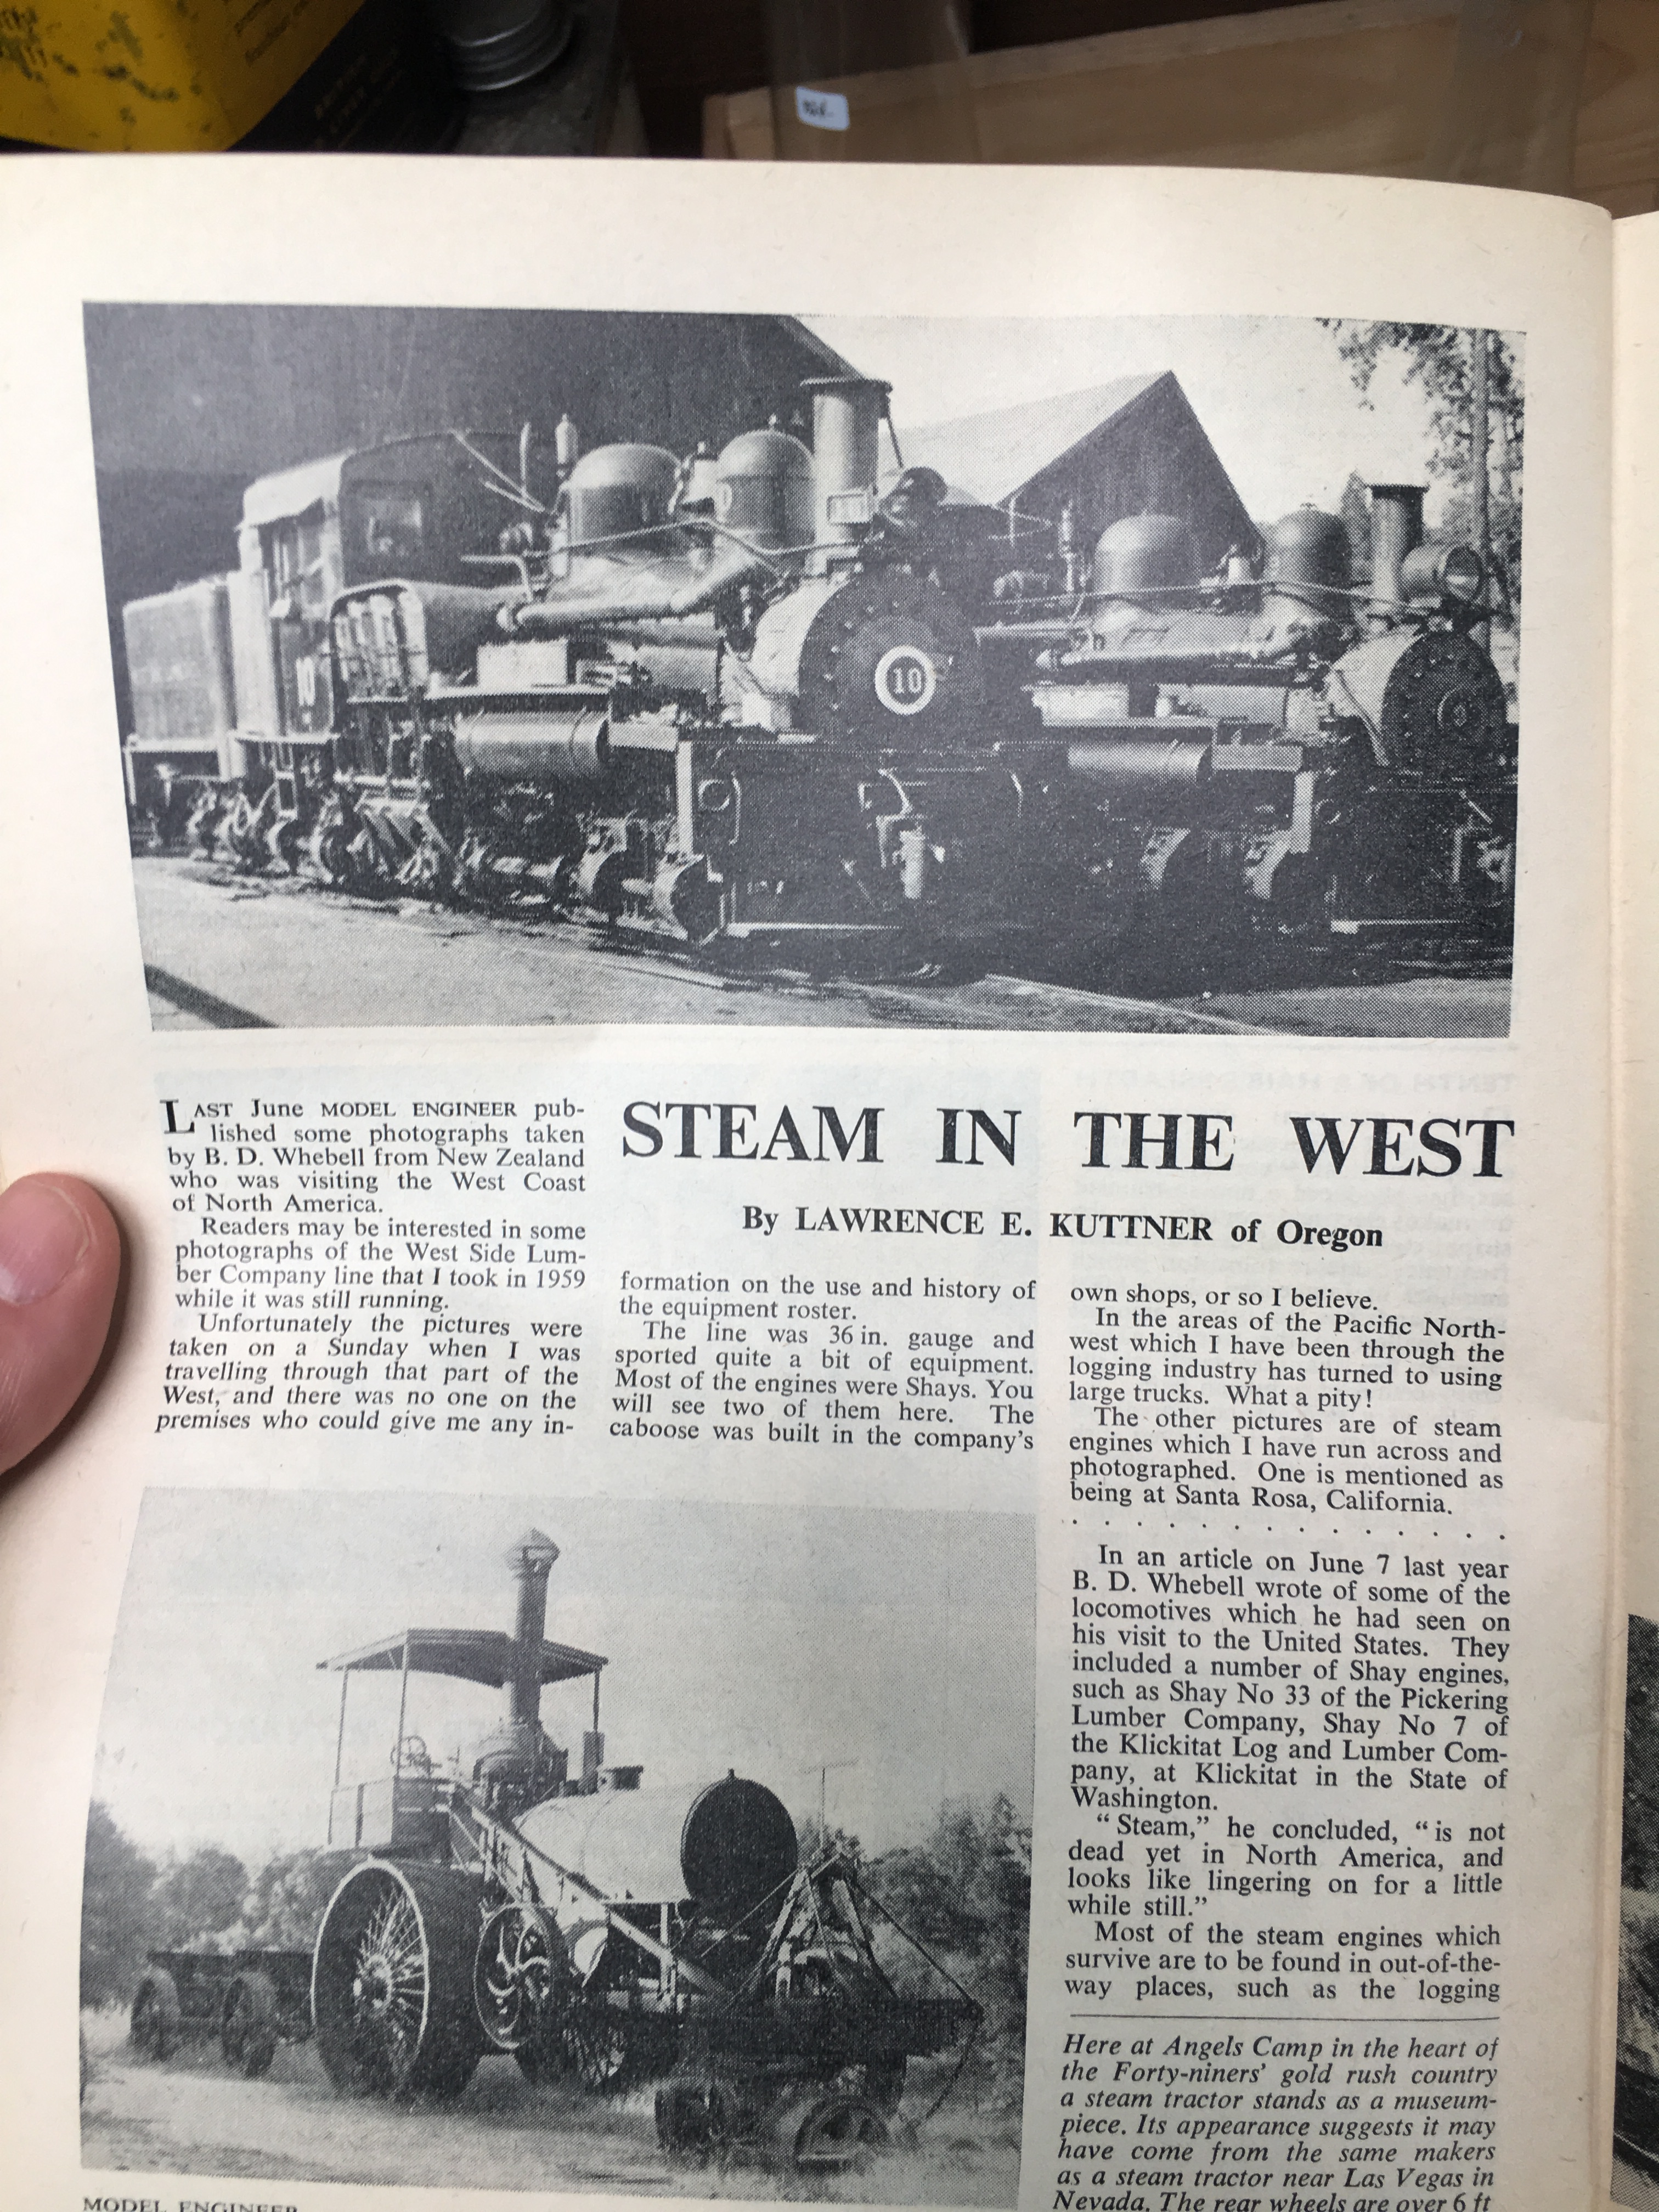 10
LAST June MODEL ENGINEER pub-
lished some photographs taken
by B. D. Whebell from New Zealand
who was visiting the West Coast
of North America.
Readers may be interested in some
photographs of the West Side Lum-
ber Company line that I took in 1959
while it was still running.
Unfortunately the pictures were
taken on a Sunday when I was
travelling through that part of the
West, and there was no one on the
premises who could give me any in-
STEAM IN THE WEST
By LAWRENCE E. KUTTNER of Oregon
formation on the use and history of
the equipment roster.
The line was 36 in. gauge and
sported quite a bit of equipment.
Most of the engines were Shays. You
will see two of them here. The
caboose was built in the company's
own shops, or so I believe.
In the areas of the Pacific North-
west which I have been through the
logging industry has turned to using
large trucks. What a pity!
The other pictures are of steam
engines which I have run across and
photographed. One is mentioned as
being at Santa Rosa, California.
. . . . . . . . . . . . . .
In an article on June 7 last year
B. D. Whebell wrote of some of the
locomotives which he had seen on
his visit to the United States. They
included a number of Shay engines,
such as Shay No 33 of the Pickering
Lumber Company, Shay No 7 of
the Klickitat Log and Lumber Com-
pany, at Klickitat in the State of
Washington.
“Steam,” he concluded, “is not
dead yet in North America, and
looks like lingering on for a little
while still.”
Most of the steam engines which
survive are to be found in out-of-the-
way places, such as the logging
Here at Angels Camp in the heart of
the Forty-niners' gold rush country
a steam tractor stands as a museum-
piece. Its appearance suggests it may
have come from the same makers
as a steam tractor near Las Vegas in
Nevada. The rear wheels are over 6 ft
MODEL ENGINEER